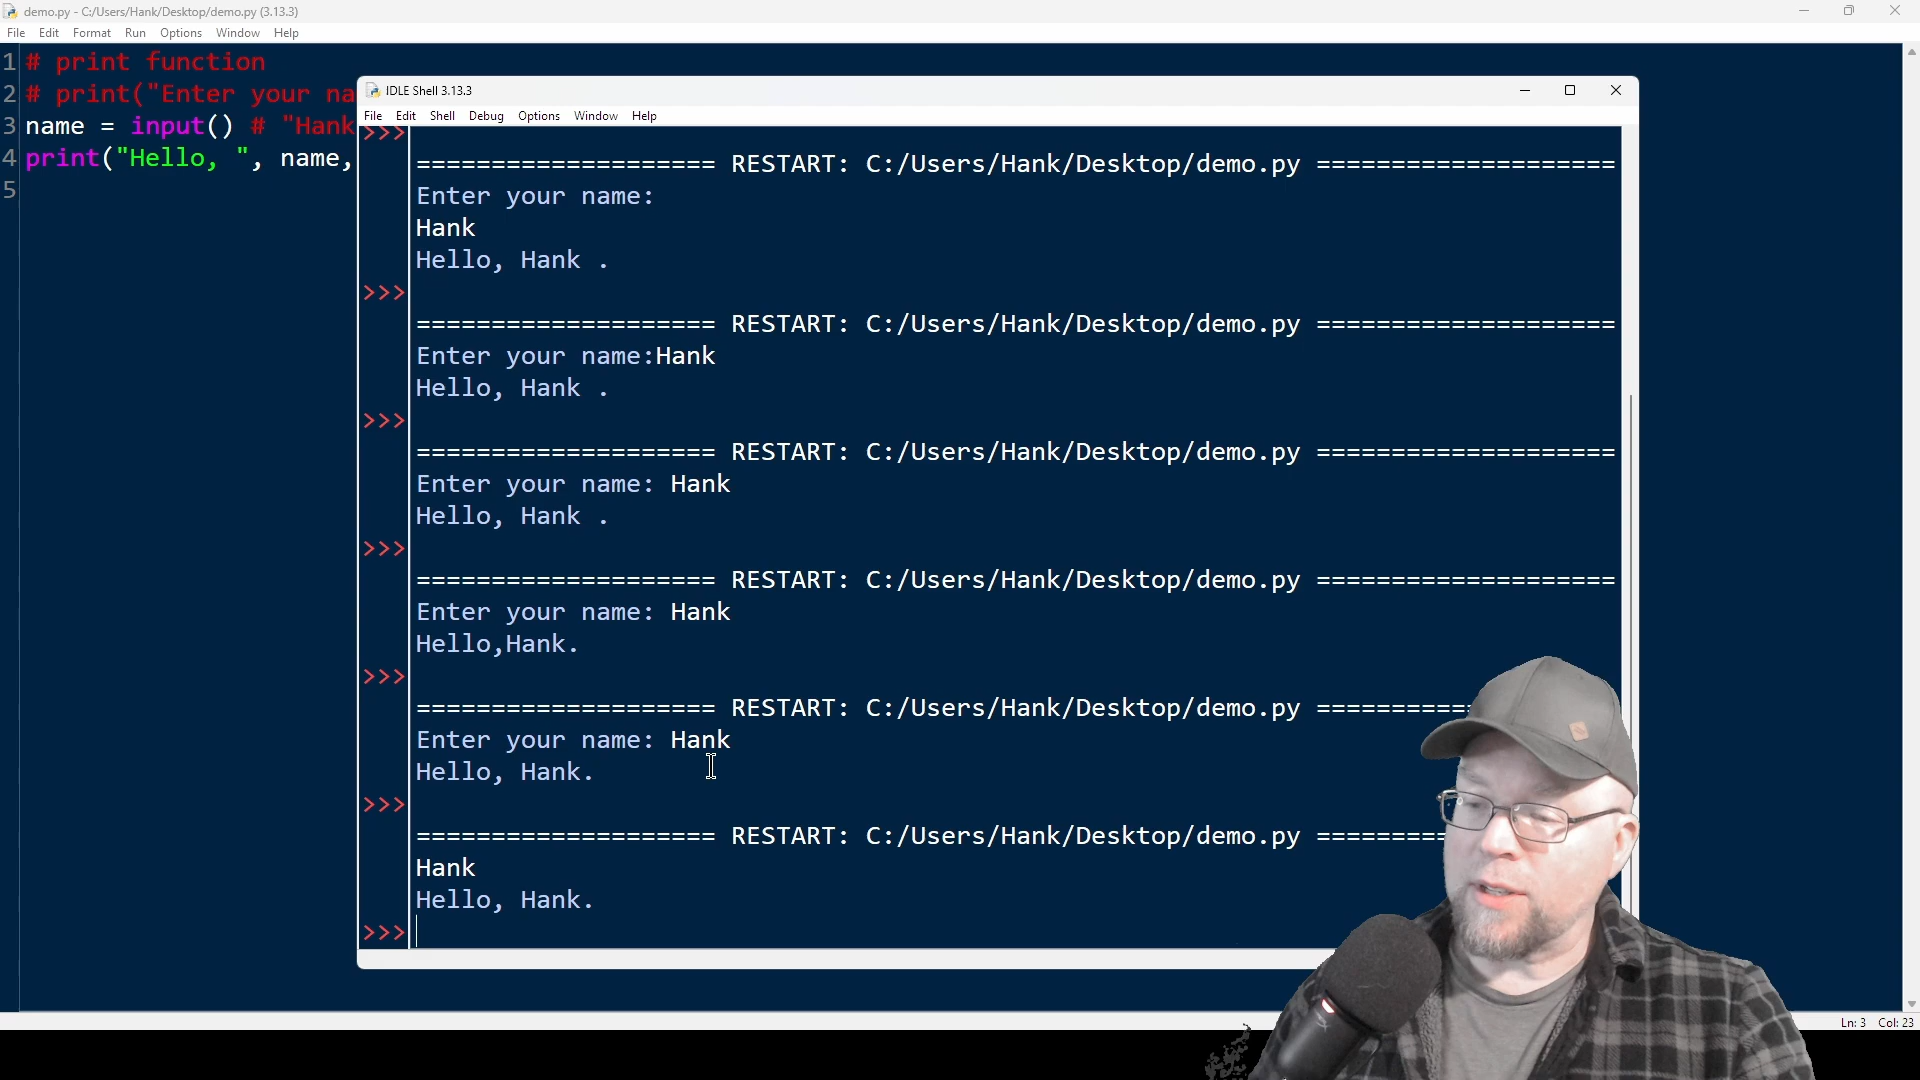 demo.py - C:/Users/Hank/Desktop/demo.py (3.13.3)
File Edit Format Run Options Window Help
1 # print function
2 # print("Enter your na
3 name = input() # "Hank
4 print("Hello, ", name,
5
IDLE Shell 3.13.3
File Edit Shell Debug Options Window Help
>>>
==================== RESTART: C:/Users/Hank/Desktop/demo.py ====================
Enter your name:
Hank
Hello, Hank .
>>>
==================== RESTART: C:/Users/Hank/Desktop/demo.py ====================
Enter your name:Hank
Hello, Hank .
>>>
==================== RESTART: C:/Users/Hank/Desktop/demo.py ====================
Enter your name: Hank
Hello, Hank .
>>>
==================== RESTART: C:/Users/Hank/Desktop/demo.py ====================
Enter your name: Hank
Hello,Hank.
>>>
==================== RESTART: C:/Users/Hank/Desktop/demo.py ==========
Enter your name: Hank
Hello, Hank.
>>>
==================== RESTART: C:/Users/Hank/Desktop/demo.py =========
Hank
Hello, Hank.
>>>
Ln: 3 Col: 23